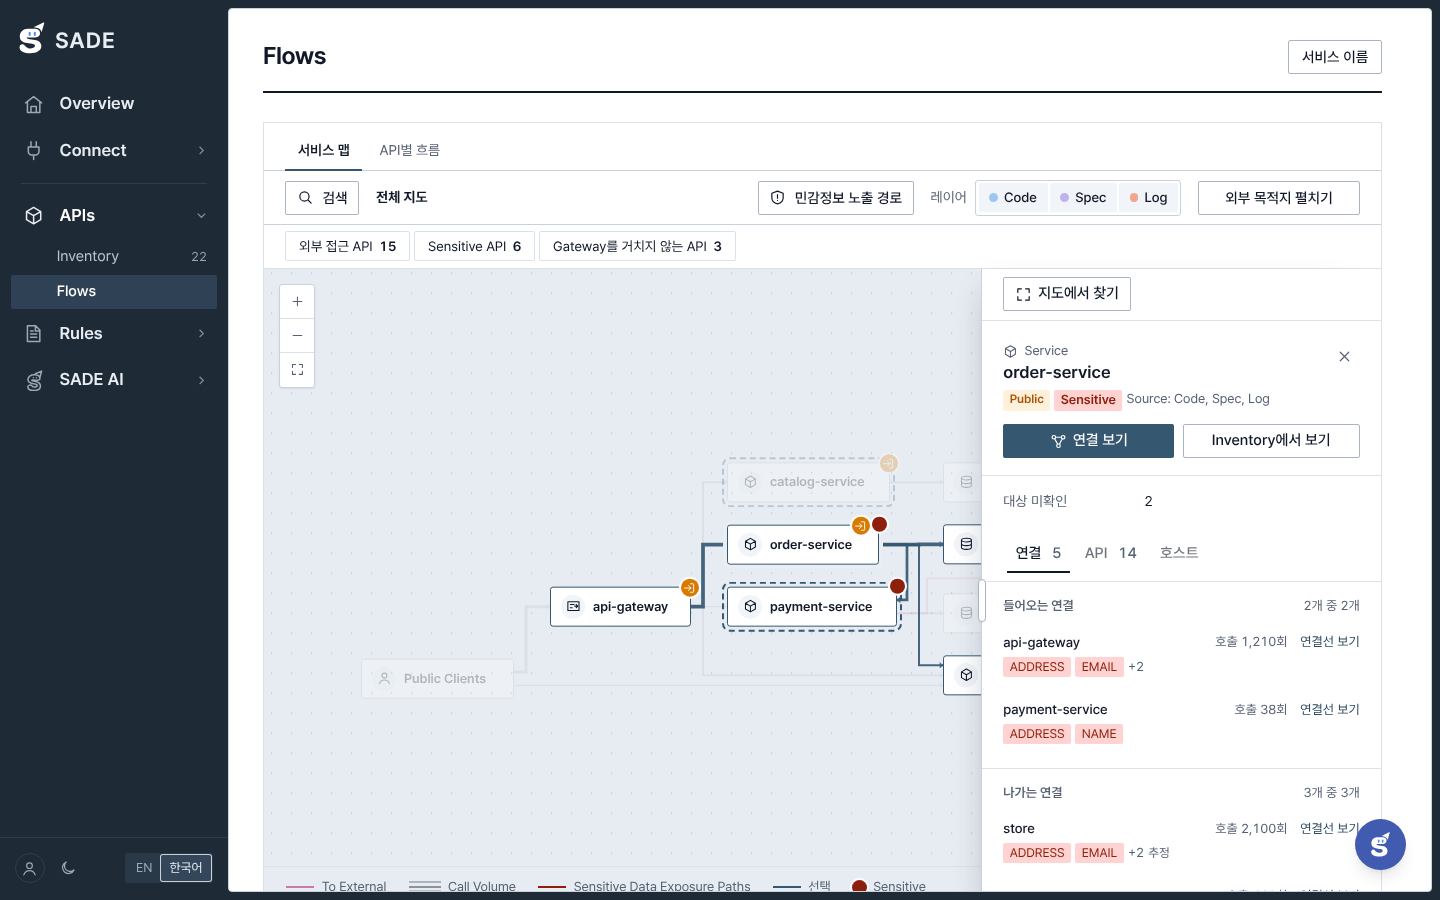 SADE
Overview
Connect
APIs
Inventory 22
Flows
Rules
SADE AI
EN 한국어
Flows
서비스 이름
서비스 맵 API별 흐름
검색 전체 지도 민감정보 노출 경로 레이어 Code Spec Log 외부 목적지 펼치기
외부 접근 API 15 Sensitive API 6 Gateway를 거치지 않는 API 3
catalog-service
order-service
api-gateway
payment-service
Public Clients
To External Call Volume Sensitive Data Exposure Paths 선택 Sensitive
지도에서 찾기
Service
order-service
Public Sensitive Source: Code, Spec, Log
연결 보기 Inventory에서 보기
대상 미확인 2
연결 5 API 14 호스트
들어오는 연결 2개 중 2개
api-gateway 호출 1,210회 연결선 보기
ADDRESS EMAIL +2
payment-service 호출 38회 연결선 보기
ADDRESS NAME
나가는 연결 3개 중 3개
store 호출 2,100회 연결선 보기
ADDRESS EMAIL +2 추정